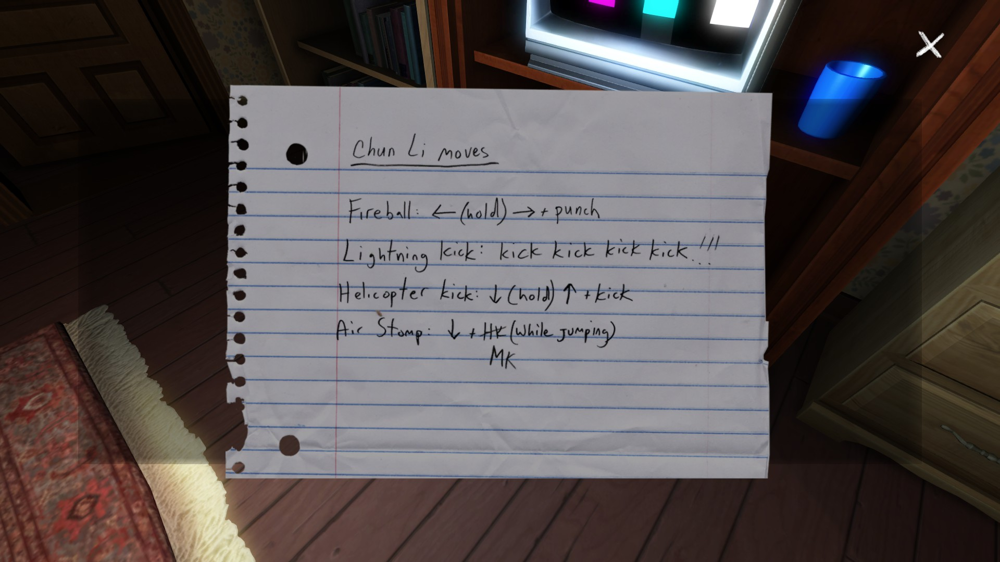 Chun Li moves
Fireball: ← (hold) → + punch
Lightning kick: kick kick kick kick!!!
Helicopter kick: ↓ (hold) ↑ + kick
Air Stomp: ↓ + HK (while jumping)
MK